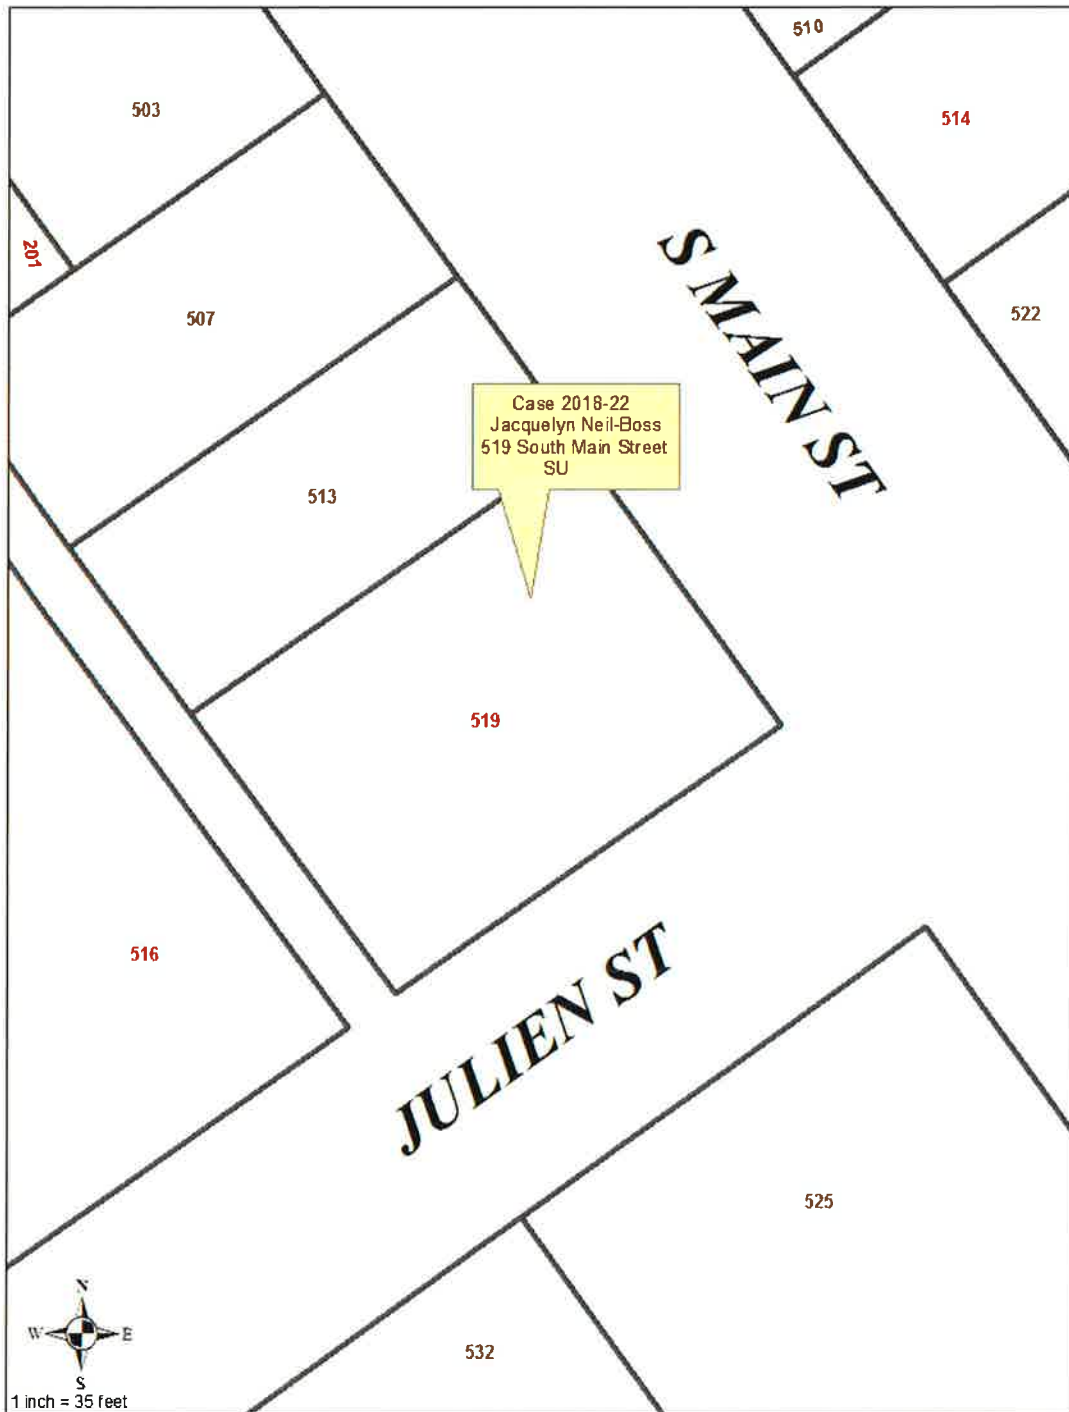 510
503
514
201
S MAIN ST
507
522
Case 2018-22
Jacquelyn Neil-Boss
519 South Main Street
SU
513
519
516
JULIEN ST
525
N
W E
S
532
1 inch = 35 feet